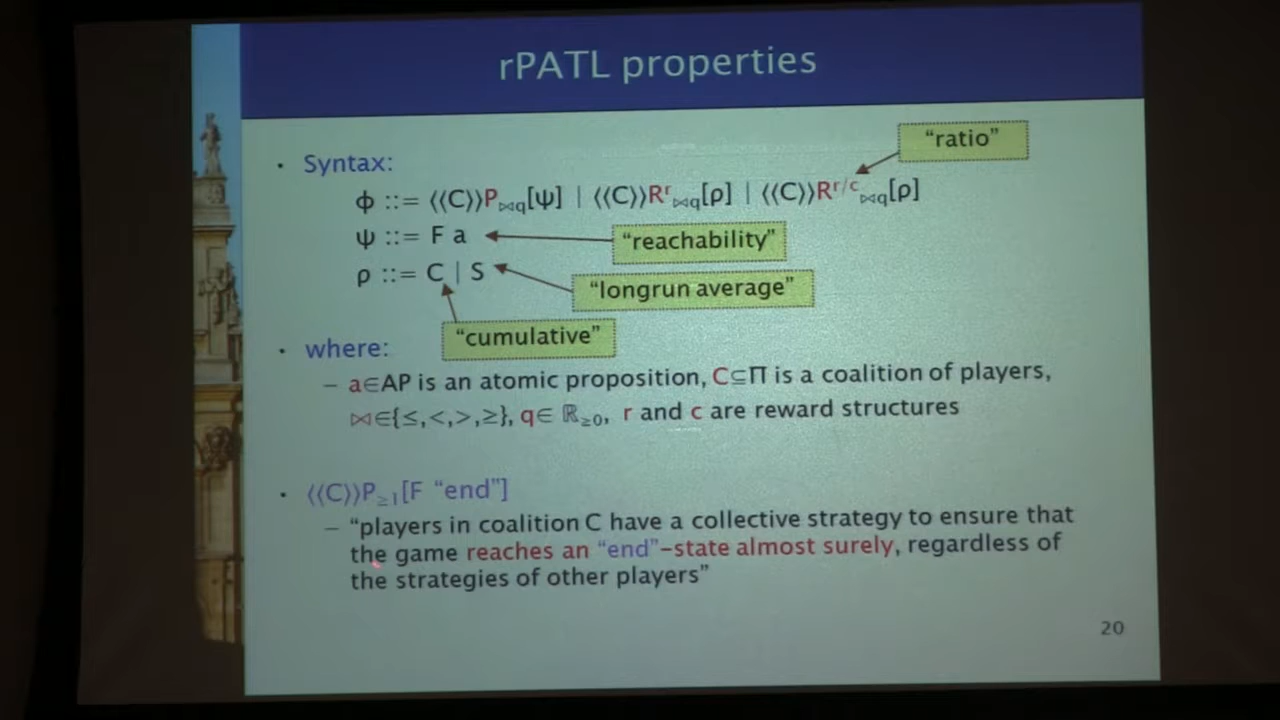 rPATL properties
"ratio"
· Syntax:
ϕ ::= ⟨⟨C⟩⟩P⋈q[ψ] | ⟨⟨C⟩⟩Rʳ⋈q[ρ] | ⟨⟨C⟩⟩Rʳ/ᶜ⋈q[ρ]
ψ ::= F a
"reachability"
ρ ::= C | S
"longrun average"
"cumulative"
· where:
– a∈AP is an atomic proposition, C⊆Π is a coalition of players,
⋈∈{≤,<,>,≥}, q∈ ℝ≥0, r and c are reward structures
· ⟨⟨C⟩⟩P≥1[F "end"]
– "players in coalition C have a collective strategy to ensure that
the game reaches an "end"-state almost surely, regardless of
the strategies of other players"
20